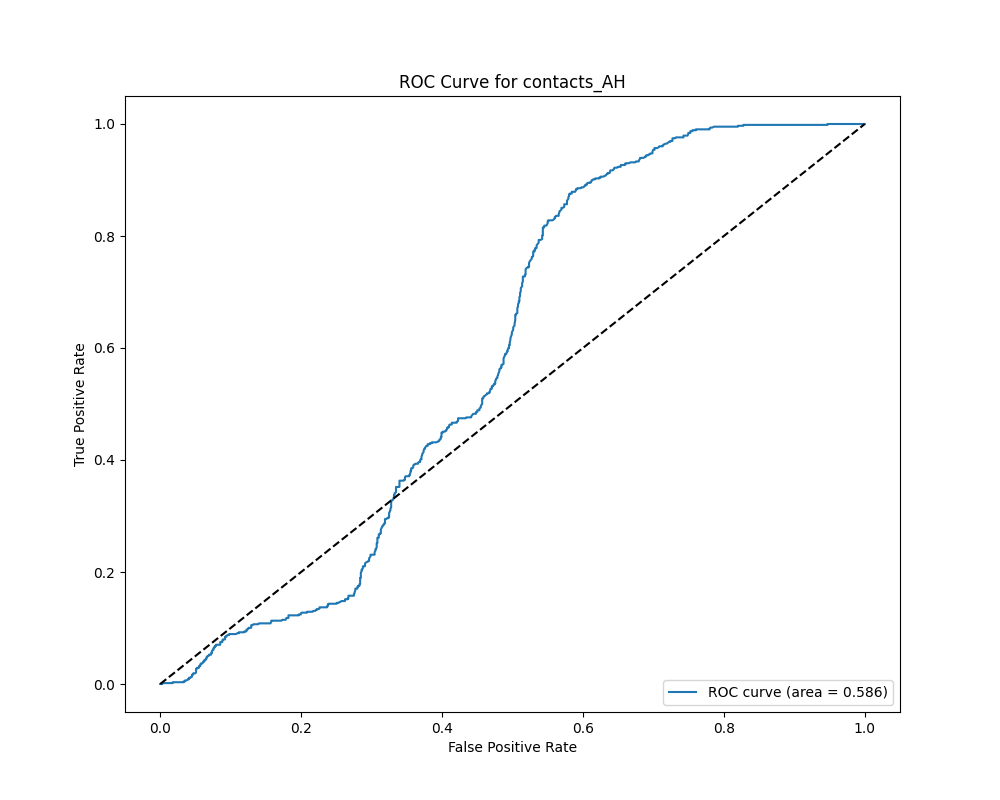 ROC Curve for contacts_AH
True Positive Rate
1.0
0.8
0.6
0.4
0.2
0.0
ROC curve (area = 0.586)
0.0 0.2 0.4 0.6 0.8 1.0
False Positive Rate